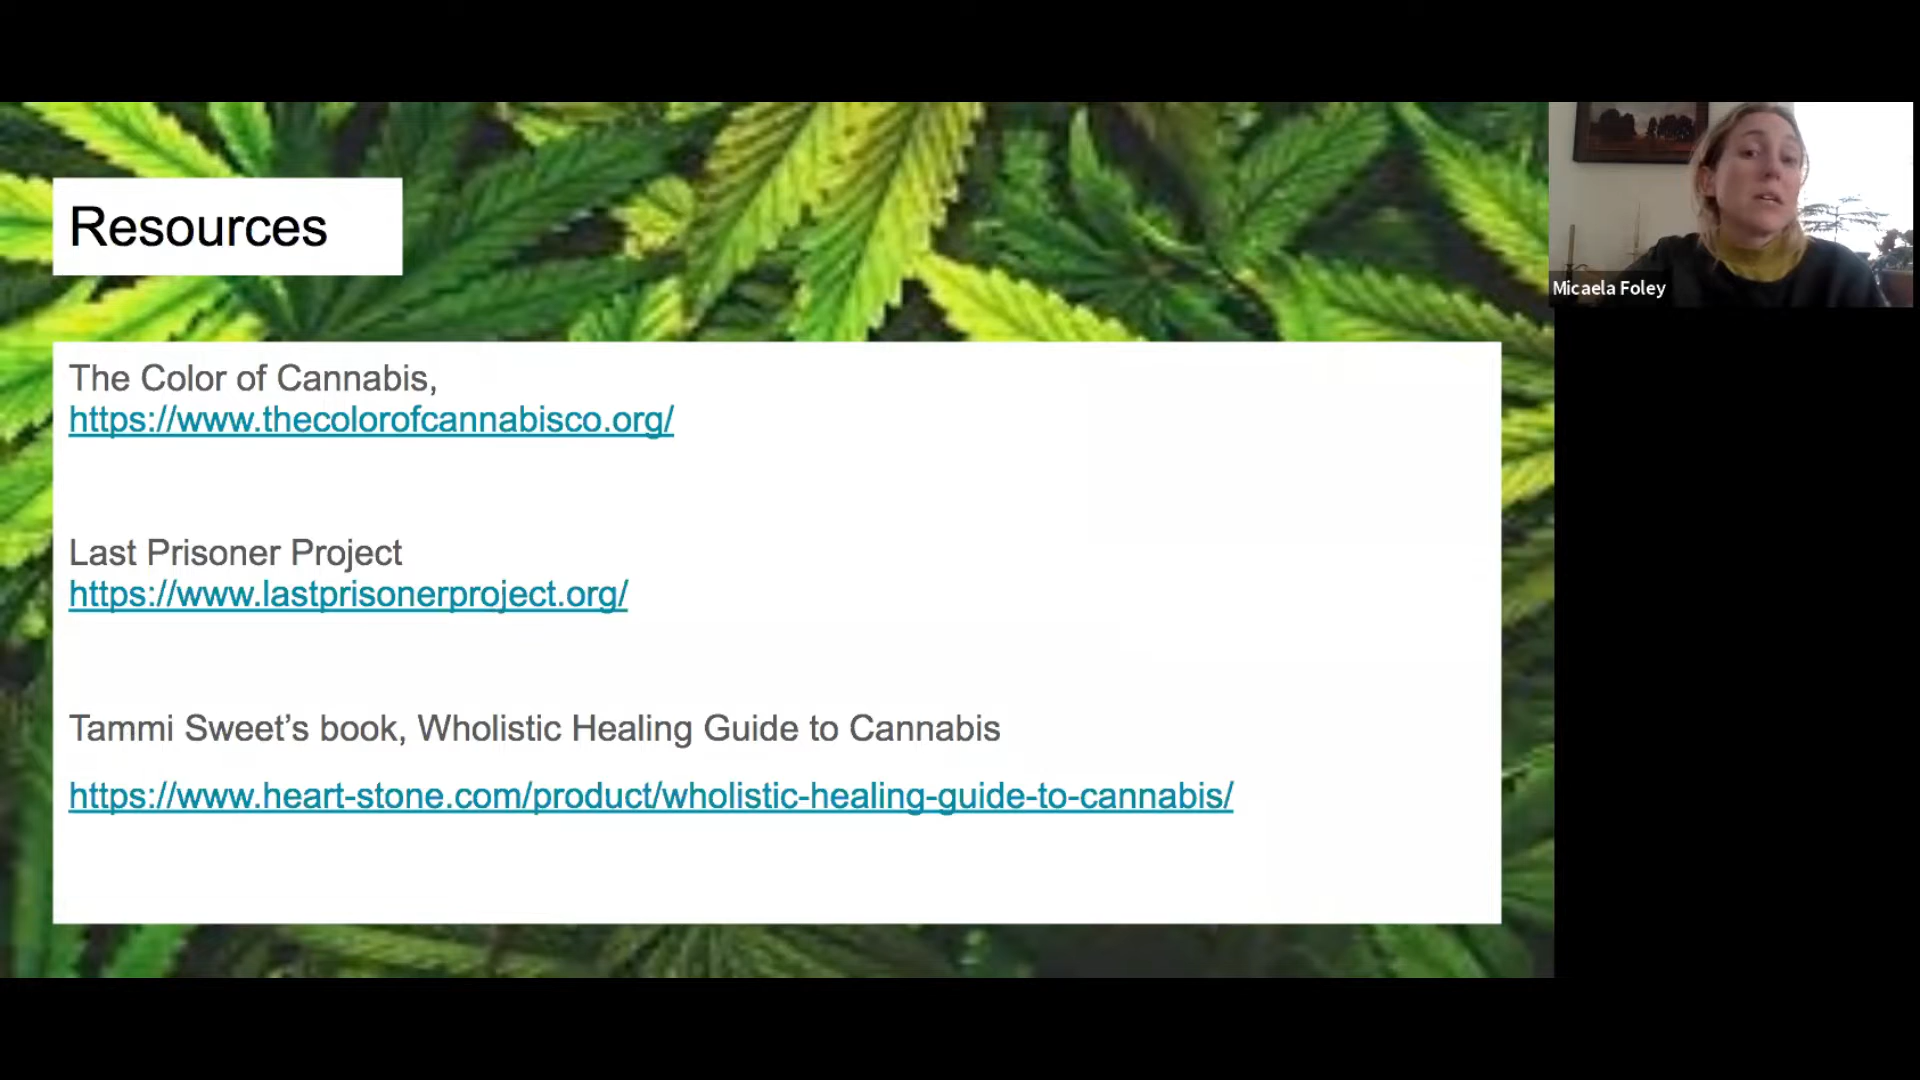 Resources
The Color of Cannabis,
https://www.thecolorofcannabisco.org/
Last Prisoner Project
https://www.lastprisonerproject.org/
Tammi Sweet’s book, Wholistic Healing Guide to Cannabis
https://www.heart-stone.com/product/wholistic-healing-guide-to-cannabis/
Micaela Foley